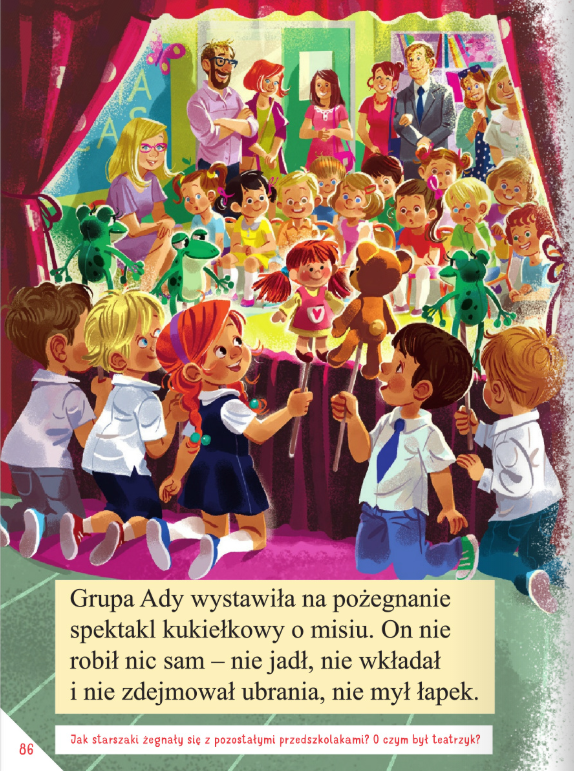 Grupa Ady wystawiła na pożegnanie
spektakl kukiełkowy o misiu. On nie
robił nic sam – nie jadł, nie wkładał
i nie zdejmował ubrania, nie mył łapek.
86
Jak starszaki żegnały się z pozostałymi przedszkolakami? O czym był teatrzyk?